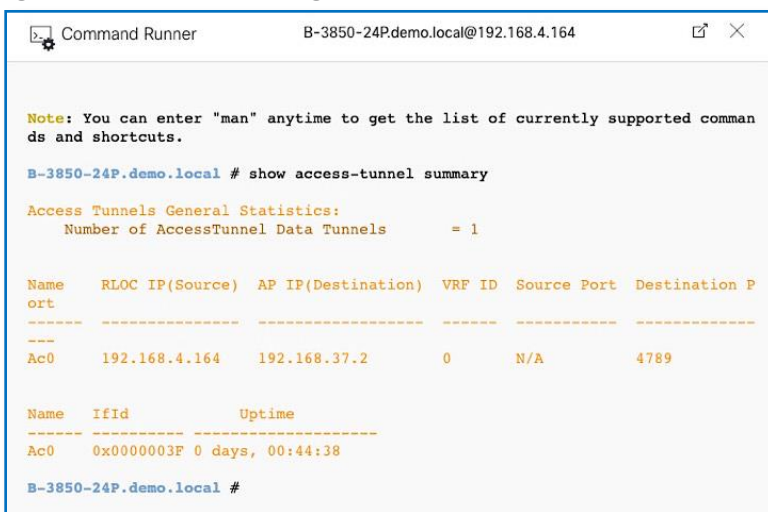 Command Runner B-3850-24P.demo.local@192.168.4.164
Note: You can enter "man" anytime to get the list of currently supported comman
ds and shortcuts.
B-3850-24P.demo.local # show access-tunnel summary
Access Tunnels General Statistics:
Number of AccessTunnel Data Tunnels = 1
Name RLOC IP(Source) AP IP(Destination) VRF ID Source Port Destination P
ort
------ --------------- ------------------ ------ ----------- -------------
---
Ac0 192.168.4.164 192.168.37.2 0 N/A 4789
Name IfId Uptime
------ ---------- --------------------
Ac0 0x0000003F 0 days, 00:44:38
B-3850-24P.demo.local #